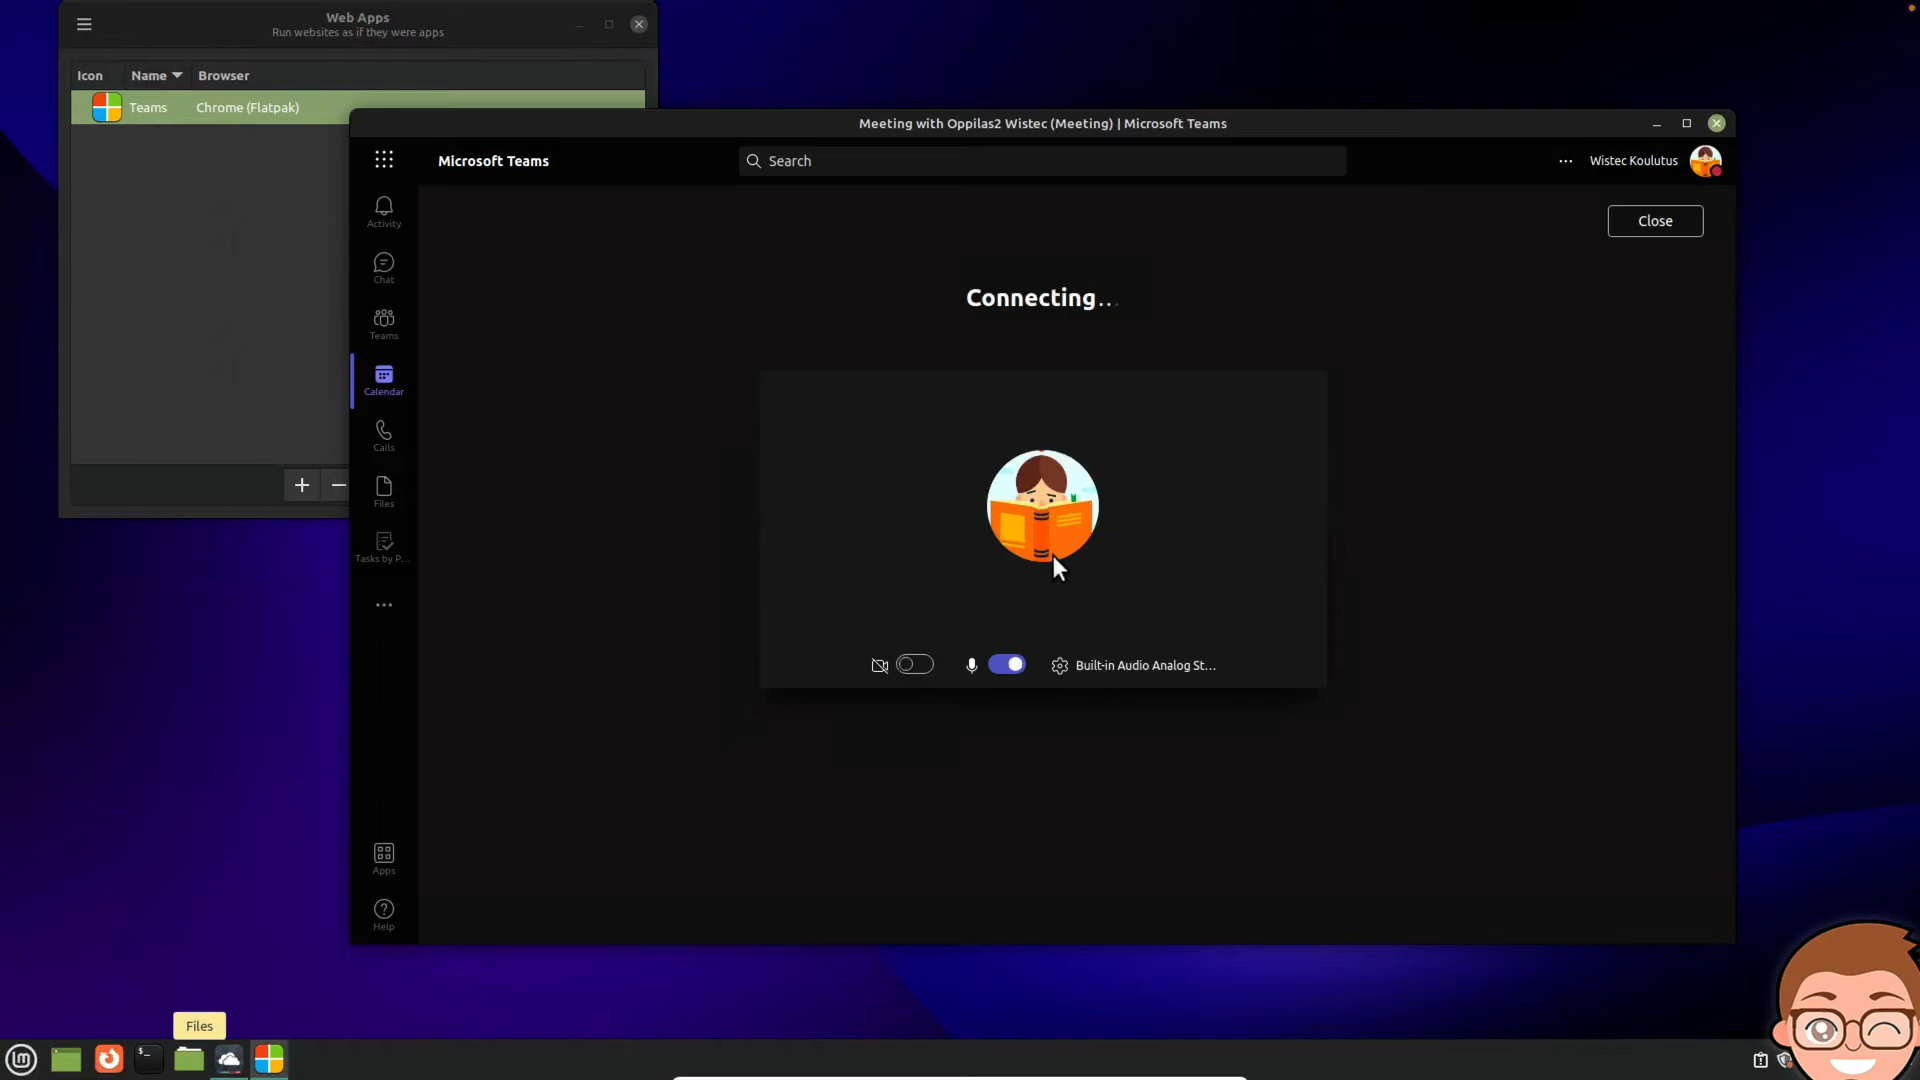 Web Apps
Run websites as if they were apps
Icon Name Browser
Teams Chrome (Flatpak)
Meeting with Oppilas2 Wistec (Meeting) | Microsoft Teams
Microsoft Teams
Search
Wistec Koulutus
Activity
Close
Chat
Connecting...
Teams
Calendar
Calls
Files
Tasks by P...
Built-in Audio Analog St...
Apps
Help
Files